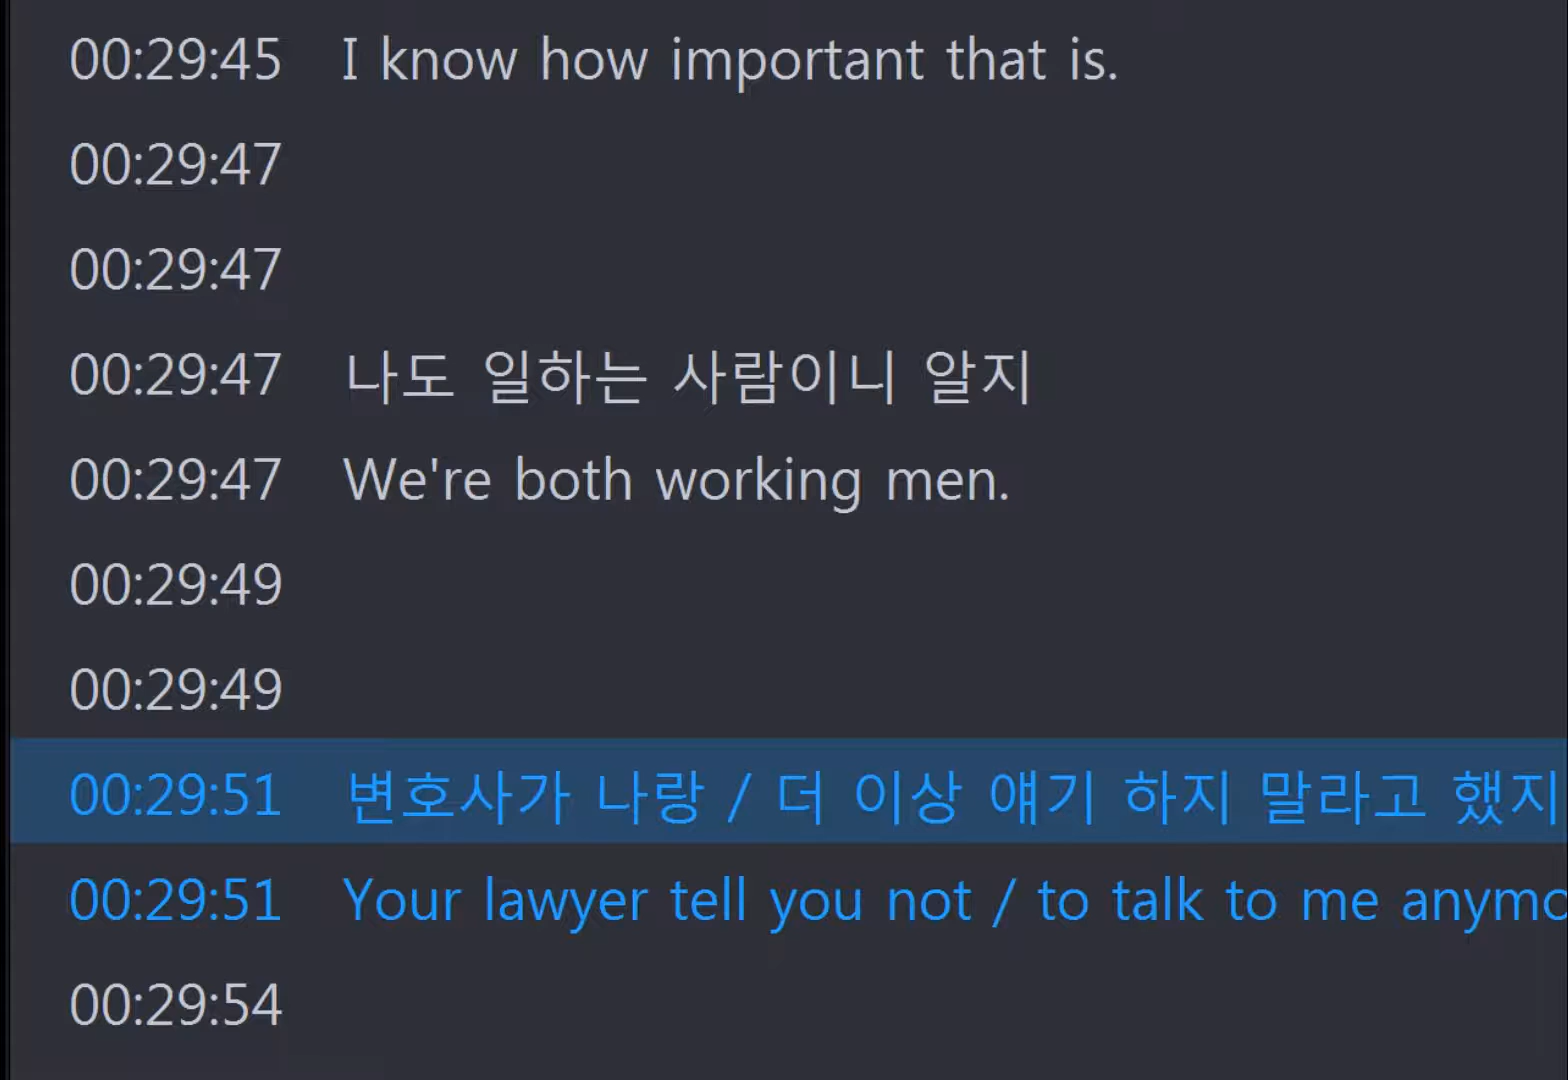 00:29:45 I know how important that is.
00:29:47
00:29:47
00:29:47 나도 일하는 사람이니 알지
00:29:47 We're both working men.
00:29:49
00:29:49
00:29:51 변호사가 나랑 / 더 이상 얘기 하지 말라고 했지
00:29:51 Your lawyer tell you not / to talk to me
00:29:54